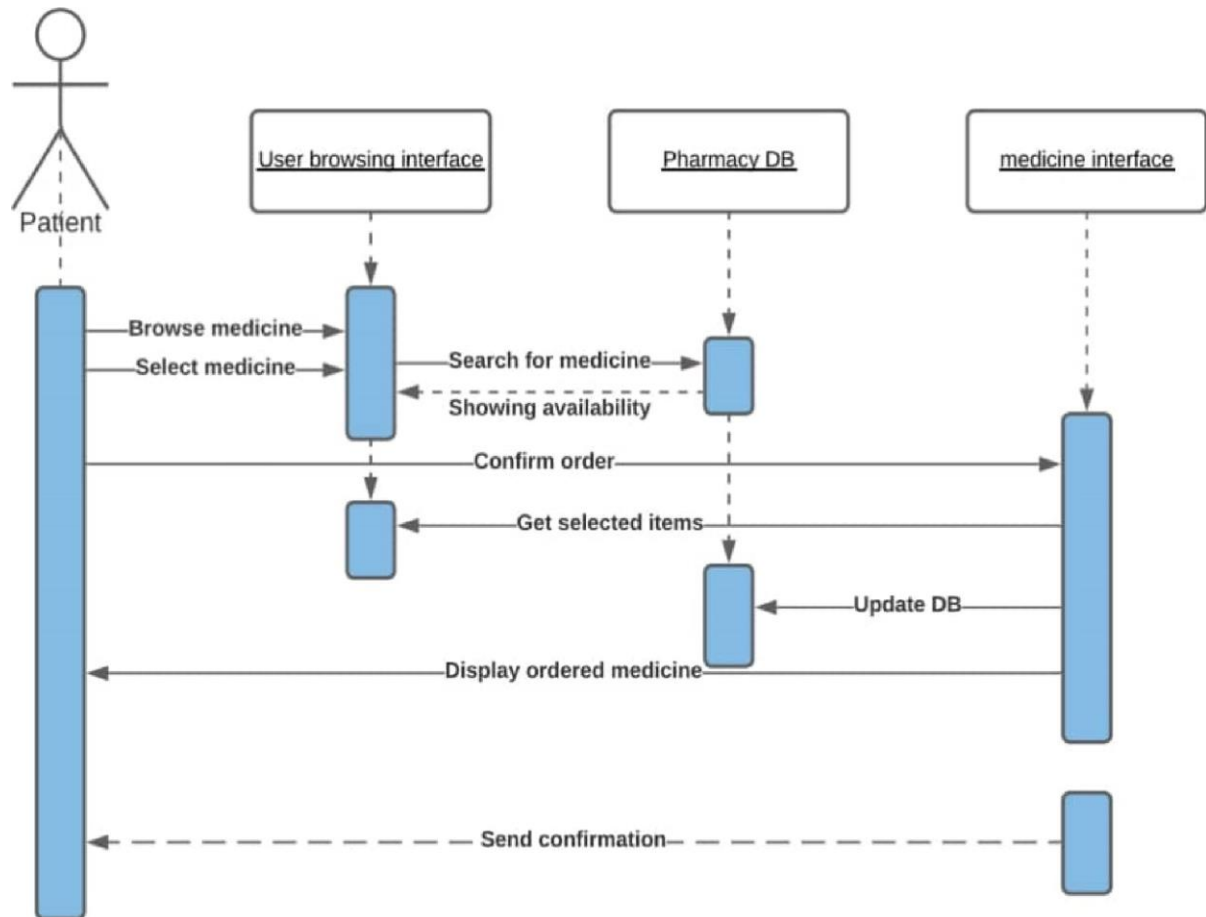 User browsing interface
Pharmacy DB
medicine interface
Patient
Browse medicine
Select medicine
Search for medicine
Showing availability
Confirm order
Get selected items
Update DB
Display ordered medicine
Send confirmation